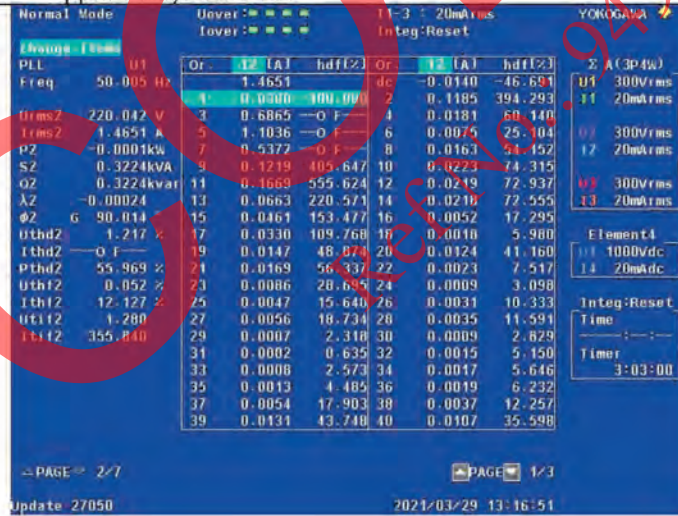 Normal Mode Uover: I1-3 : 20mArms YOKOGAWA
Iover: Integ:Reset
Change Items
PLL U1 Or. I2 [A] hdf[%] Or. I2 [A] hdf[%] Σ A(3P4W)
Freq 50.005 Hz 1.4651 dc -0.0140 -46.691 U1 300Vrms
1 2 0.1185 394.293 I1 20mArms
Urms2 220.042 V 3 0.6865 —O F— 4 0.0181 60.140
Irms2 1.4651 A 5 1.1036 —O F— 6 0.0075 25.104 300Vrms
P2 -0.0001kW 7 0.5372 —O F— 8 0.0163 54.152 I2 20mArms
S2 0.3224kVA 9 0.1219 405.647 10 0.0223 74.315
Q2 0.3224kvar 11 0.1669 555.624 12 0.0219 72.937 U3 300Vrms
λ2 -0.00024 13 0.0663 220.571 14 -0.0218 72.555 I3 20mArms
Φ2 G 90.014 15 0.0461 153.477 16 0.0052 17.295
Uthd2 1.217 % 17 0.0330 109.768 18 0.0018 5.980 Element4
Ithd2 —O F— 19 0.0147 48.874 20 0.0124 41.160 1000Vdc
Pthd2 55.969 % 21 0.0169 56.337 22 0.0023 7.517 I4 20mAdc
Uthf2 0.052 % 23 0.0086 28.695 24 0.0009 3.098
Ithf2 12.127 % 25 0.0047 15.640 26 0.0031 10.333 Integ:Reset
Utif2 1.280 27 0.0056 18.734 28 0.0035 11.591 Time
Itif2 355.840 29 0.0007 2.318 30 0.0009 2.829 —:—:—
31 0.0002 0.635 32 0.0015 5.150 Timer
33 0.0008 2.573 34 0.0017 5.646 3:03:00
35 0.0013 4.485 36 0.0019 6.232
37 0.0054 17.903 38 0.0037 12.257
39 0.0131 43.748 40 0.0107 35.598
PAGE 2/7 PAGE 1/3
Update 27050 2021/03/29 13:16:51
Ref No. 94